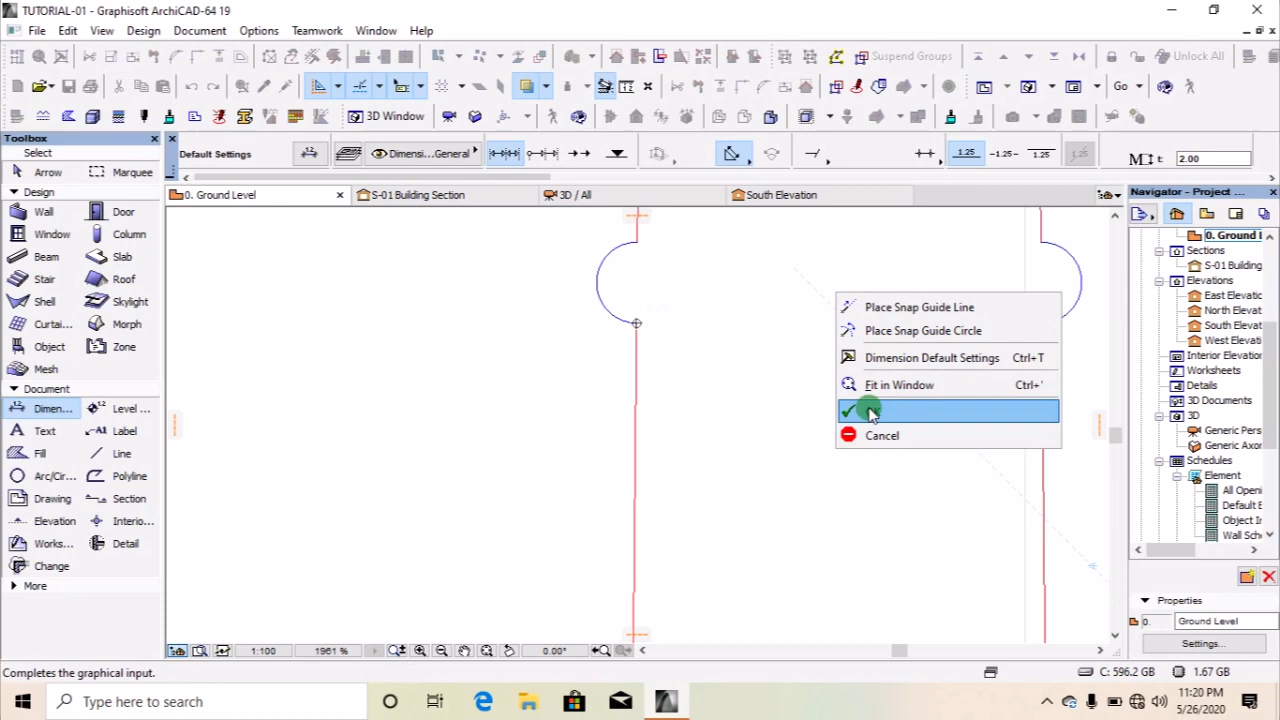 TUTORIAL-01 - Graphisoft ArchiCAD-64 19
File Edit View Design Document Options Teamwork Window Help
Suspend Groups
Unlock All
Go
3D Window
Toolbox
Select
Arrow
Marquee
Design
Wall
Door
Window
Column
Beam
Slab
Stair
Roof
Shell
Skylight
Curtai...
Morph
Object
Zone
Mesh
Document
Dimen...
Level ...
Text
Label
Fill
Line
Arc/Cir...
Polyline
Drawing
Section
Elevation
Interio...
Works...
Detail
Change
More
Default Settings
Dimensi...General
1.25
-1.25-
1.25
1.25
t:
2.00
0. Ground Level
S-01 Building Section
3D / All
South Elevation
Place Snap Guide Line
Place Snap Guide Circle
Dimension Default Settings Ctrl+T
Fit in Window Ctrl+'
Cancel
Navigator - Project ...
0. Ground l
Sections
S-01 Building
Elevations
East Elevatio
North Elevati
South Elevati
West Elevati
Interior Elevation
Worksheets
Details
3D Documents
3D
Generic Persp
Generic Axon
Schedules
Element
All Openi
Default E
Object In
Wall Sche
Properties
0.
Ground Level
Settings...
1:100
1961 %
0.00°
Completes the graphical input.
C: 596.2 GB
1.67 GB
Type here to search
11:20 PM
5/26/2020